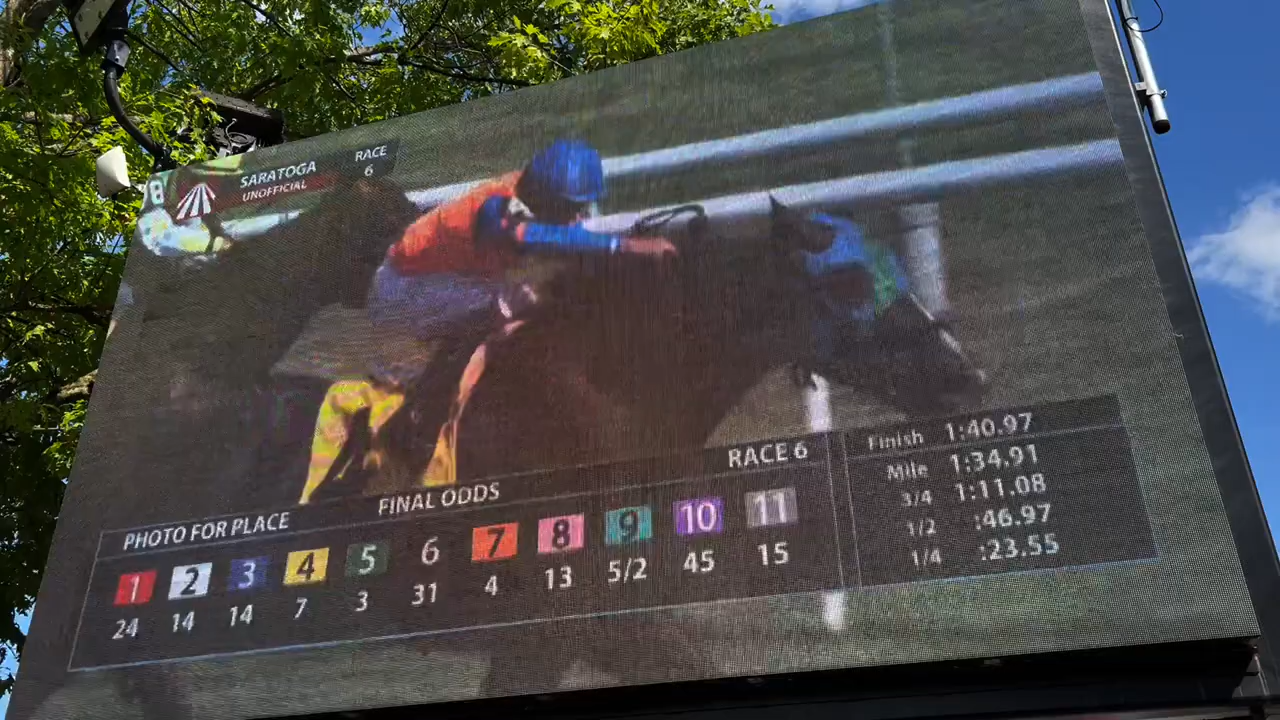 8
SARATOGA
UNOFFICIAL
RACE
6
PHOTO FOR PLACE
FINAL ODDS
RACE 6
1 2 3 4 5 6 7 8 9 10 11
24 14 14 7 3 31 4 13 5/2 45 15
Finish 1:40.97
Mile 1:34.91
3/4 1:11.08
1/2 :46.97
1/4 :23.55